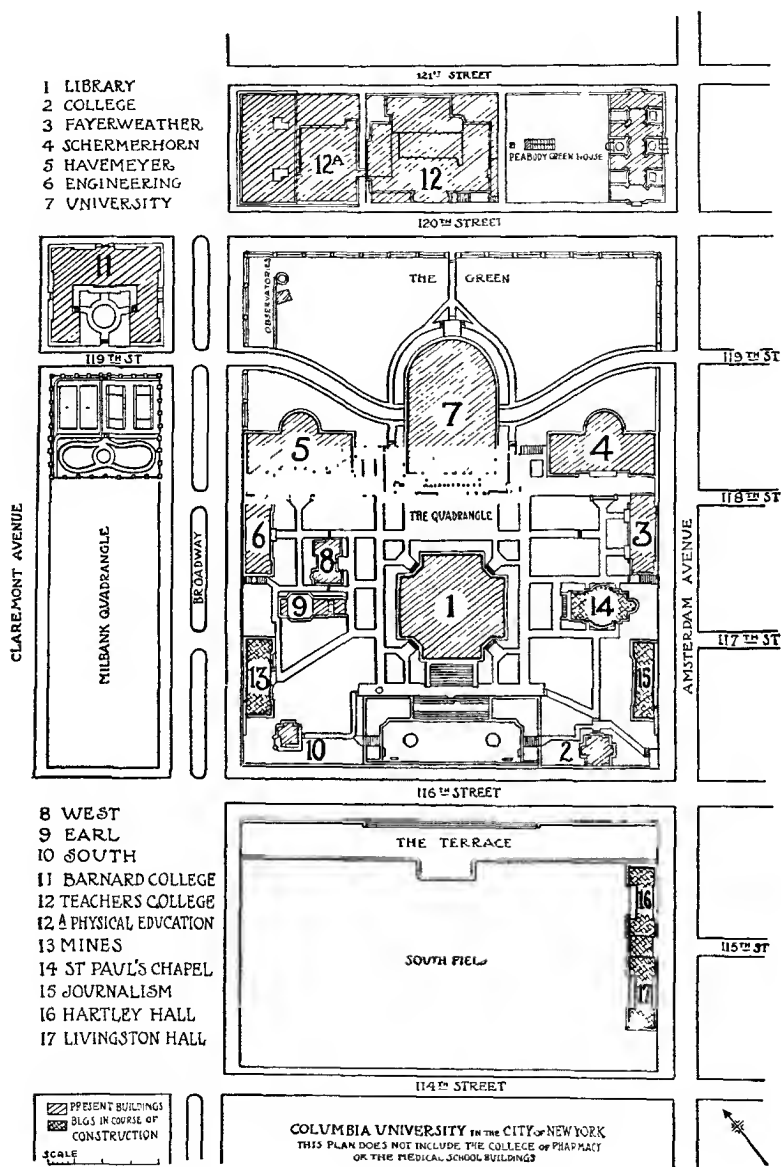 121ST STREET
1 LIBRARY
2 COLLEGE
3 FAYERWEATHER
4 SCHERMERHORN
5 HAVEMEYER
6 ENGINEERING
7 UNIVERSITY
12A
12
PEABODY GREEN HOUSE
120TH STREET
11
OBSERVATORIES
THE GREEN
119TH ST
119TH ST
7
5
4
118TH ST
THE QUADRANGLE
6
3
8
CLAREMONT AVENUE
MILBANK QUADRANGLE
BROADWAY
AMSTERDAM AVENUE
9
1
14
117TH ST
13
15
10
2
116TH STREET
THE TERRACE
8 WEST
9 EARL
10 SOUTH
11 BARNARD COLLEGE
12 TEACHERS COLLEGE
12 A PHYSICAL EDUCATION
13 MINES
14 ST PAUL'S CHAPEL
15 JOURNALISM
16 HARTLEY HALL
17 LIVINGSTON HALL
16
115TH ST
SOUTH FIELD
17
114TH STREET
PRESENT BUILDINGS
BLGS IN COURSE OF
CONSTRUCTION
SCALE
COLUMBIA UNIVERSITY IN THE CITY OF NEW YORK
THIS PLAN DOES NOT INCLUDE THE COLLEGE OF PHARMACY
OR THE MEDICAL SCHOOL BUILDINGS